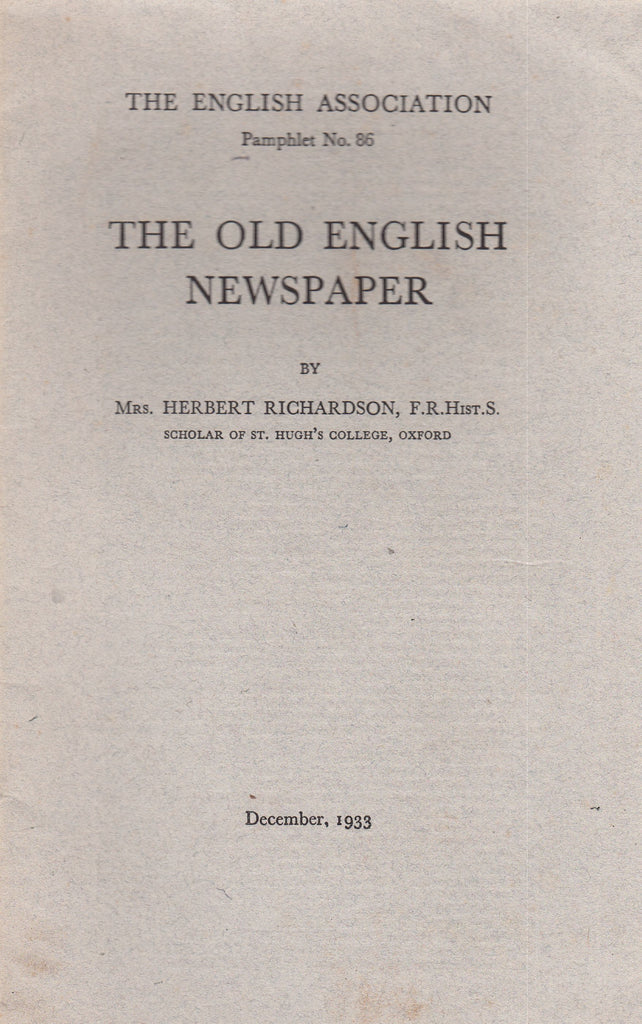 THE ENGLISH ASSOCIATION
Pamphlet No. 86
THE OLD ENGLISH
NEWSPAPER
BY
MRS. HERBERT RICHARDSON, F.R.HIST.S.
SCHOLAR OF ST. HUGH'S COLLEGE, OXFORD
December, 1933